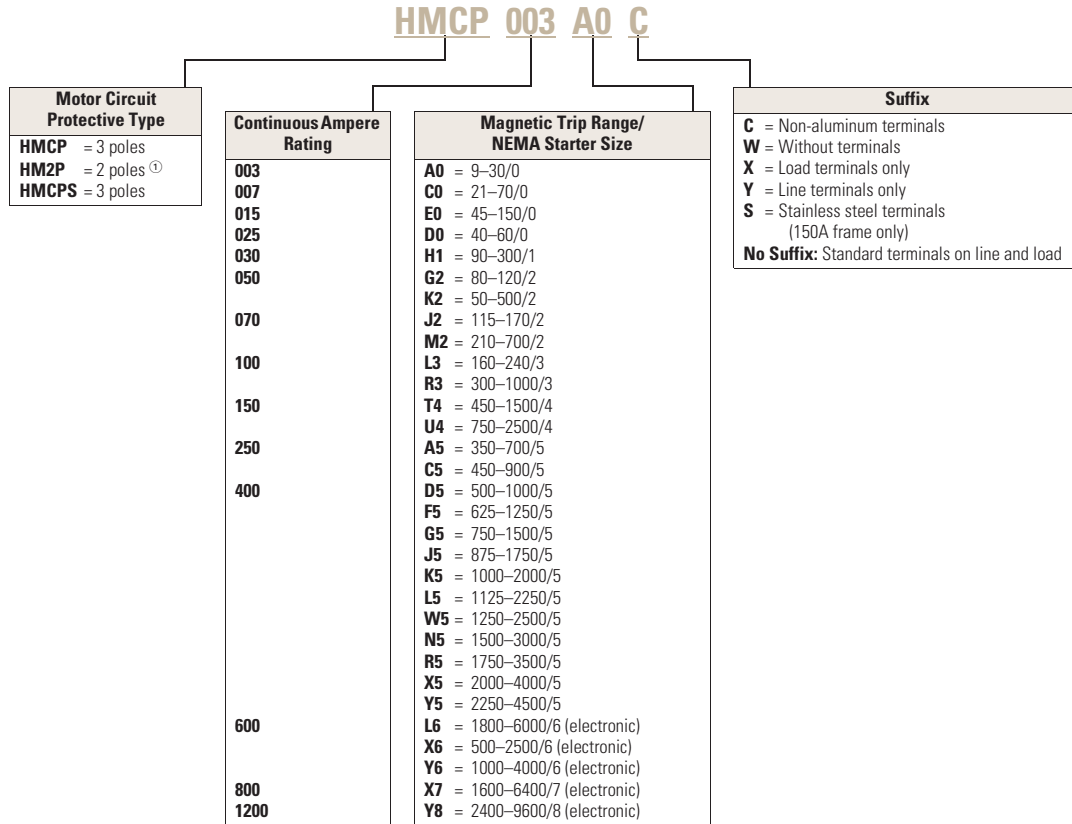 HMCP 003 A0 C
Motor Circuit
Protective Type
HMCP = 3 poles
HM2P = 2 poles ①
HMCPS = 3 poles
Continuous Ampere
Rating
003
007
015
025
030
050
070
100
150
250
400
600
800
1200
Magnetic Trip Range/
NEMA Starter Size
A0 = 9–30/0
C0 = 21–70/0
E0 = 45–150/0
D0 = 40–60/0
H1 = 90–300/1
G2 = 80–120/2
K2 = 50–500/2
J2 = 115–170/2
M2 = 210–700/2
L3 = 160–240/3
R3 = 300–1000/3
T4 = 450–1500/4
U4 = 750–2500/4
A5 = 350–700/5
C5 = 450–900/5
D5 = 500–1000/5
F5 = 625–1250/5
G5 = 750–1500/5
J5 = 875–1750/5
K5 = 1000–2000/5
L5 = 1125–2250/5
W5 = 1250–2500/5
N5 = 1500–3000/5
R5 = 1750–3500/5
X5 = 2000–4000/5
Y5 = 2250–4500/5
L6 = 1800–6000/6 (electronic)
X6 = 500–2500/6 (electronic)
Y6 = 1000–4000/6 (electronic)
X7 = 1600–6400/7 (electronic)
Y8 = 2400–9600/8 (electronic)
Suffix
C = Non-aluminum terminals
W = Without terminals
X = Load terminals only
Y = Line terminals only
S = Stainless steel terminals
(150A frame only)
No Suffix: Standard terminals on line and load